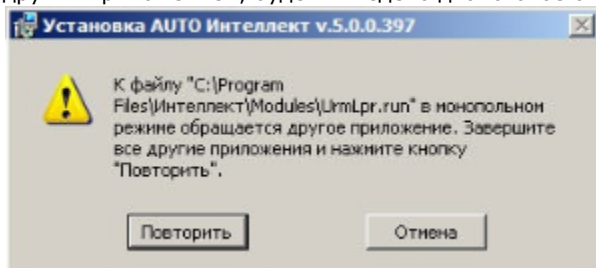 Установка AUTO Интеллект v.5.0.0.397
К файлу "C:\Program
Files\Интеллект\Modules\UrmLpr.run" в монопольном
режиме обращается другое приложение. Завершите
все другие приложения и нажмите кнопку
"Повторить".
Повторить
Отмена